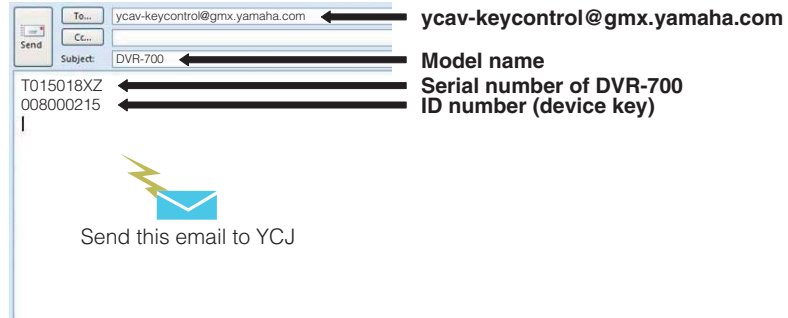 To... ycav-keycontrol@gmx.yamaha.com ycav-keycontrol@gmx.yamaha.com
Send Cc...
Subject: DVR-700 Model name
T015018XZ Serial number of DVR-700
008000215 ID number (device key)
Send this email to YCJ